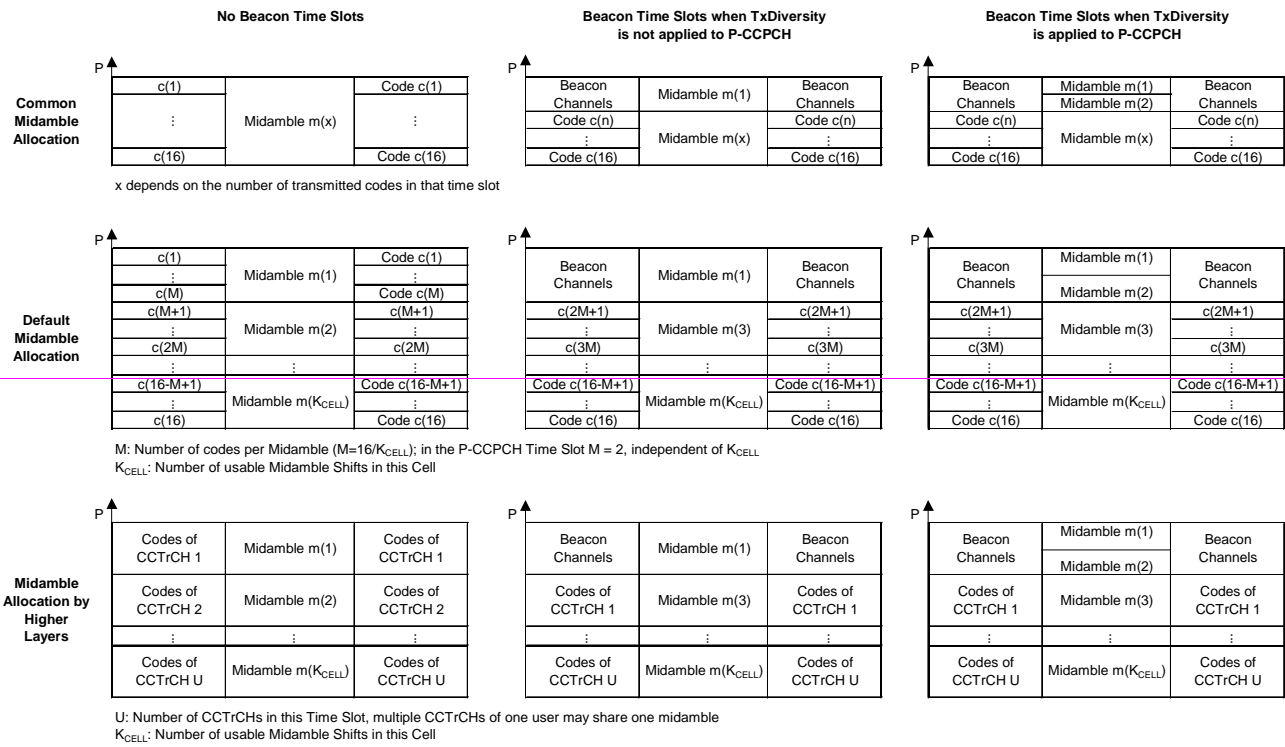 No Beacon Time Slots
Beacon Time Slots when TxDiversity
is not applied to P-CCPCH
Beacon Time Slots when TxDiversity
is applied to P-CCPCH
Common
Midamble
Allocation
P
c(1)
⋮
c(16)
Midamble m(x)
Code c(1)
⋮
Code c(16)
P
Beacon
Channels
Code c(n)
⋮
Code c(16)
Midamble m(1)
Midamble m(x)
Beacon
Channels
Code c(n)
⋮
Code c(16)
P
Beacon
Channels
Code c(n)
⋮
Code c(16)
Midamble m(1)
Midamble m(2)
Midamble m(x)
Beacon
Channels
Code c(n)
⋮
Code c(16)
x depends on the number of transmitted codes in that time slot
Default
Midamble
Allocation
P
c(1)
⋮
c(M)
c(M+1)
⋮
c(2M)
⋮
c(16-M+1)
⋮
c(16)
Midamble m(1)
Midamble m(2)
⋮
Midamble m(K_CELL)
Code c(1)
⋮
Code c(M)
c(M+1)
⋮
c(2M)
⋮
Code c(16-M+1)
⋮
Code c(16)
P
Beacon
Channels
c(2M+1)
⋮
c(3M)
⋮
Code c(16-M+1)
⋮
Code c(16)
Midamble m(1)
Midamble m(3)
⋮
Midamble m(K_CELL)
Beacon
Channels
c(2M+1)
⋮
c(3M)
⋮
Code c(16-M+1)
⋮
Code c(16)
P
Beacon
Channels
c(2M+1)
⋮
c(3M)
⋮
Code c(16-M+1)
⋮
Code c(16)
Midamble m(1)
Midamble m(2)
Midamble m(3)
⋮
Midamble m(K_CELL)
Beacon
Channels
c(2M+1)
⋮
c(3M)
⋮
Code c(16-M+1)
⋮
Code c(16)
M: Number of codes per Midamble (M=16/K_CELL); in the P-CCPCH Time Slot M = 2, independent of K_CELL
K_CELL: Number of usable Midamble Shifts in this Cell
Midamble
Allocation by
Higher
Layers
P
Codes of
CCTrCH 1
Codes of
CCTrCH 2
⋮
Codes of
CCTrCH U
Midamble m(1)
Midamble m(2)
⋮
Midamble m(K_CELL)
Codes of
CCTrCH 1
Codes of
CCTrCH 2
⋮
Codes of
CCTrCH U
P
Beacon
Channels
Codes of
CCTrCH 1
⋮
Codes of
CCTrCH U
Midamble m(1)
Midamble m(3)
⋮
Midamble m(K_CELL)
Beacon
Channels
Codes of
CCTrCH 1
⋮
Codes of
CCTrCH U
P
Beacon
Channels
Codes of
CCTrCH 1
⋮
Codes of
CCTrCH U
Midamble m(1)
Midamble m(2)
Midamble m(3)
⋮
Midamble m(K_CELL)
Beacon
Channels
Codes of
CCTrCH 1
⋮
Codes of
CCTrCH U
U: Number of CCTrCHs in this Time Slot, multiple CCTrCHs of one user may share one midamble
K_CELL: Number of usable Midamble Shifts in this Cell